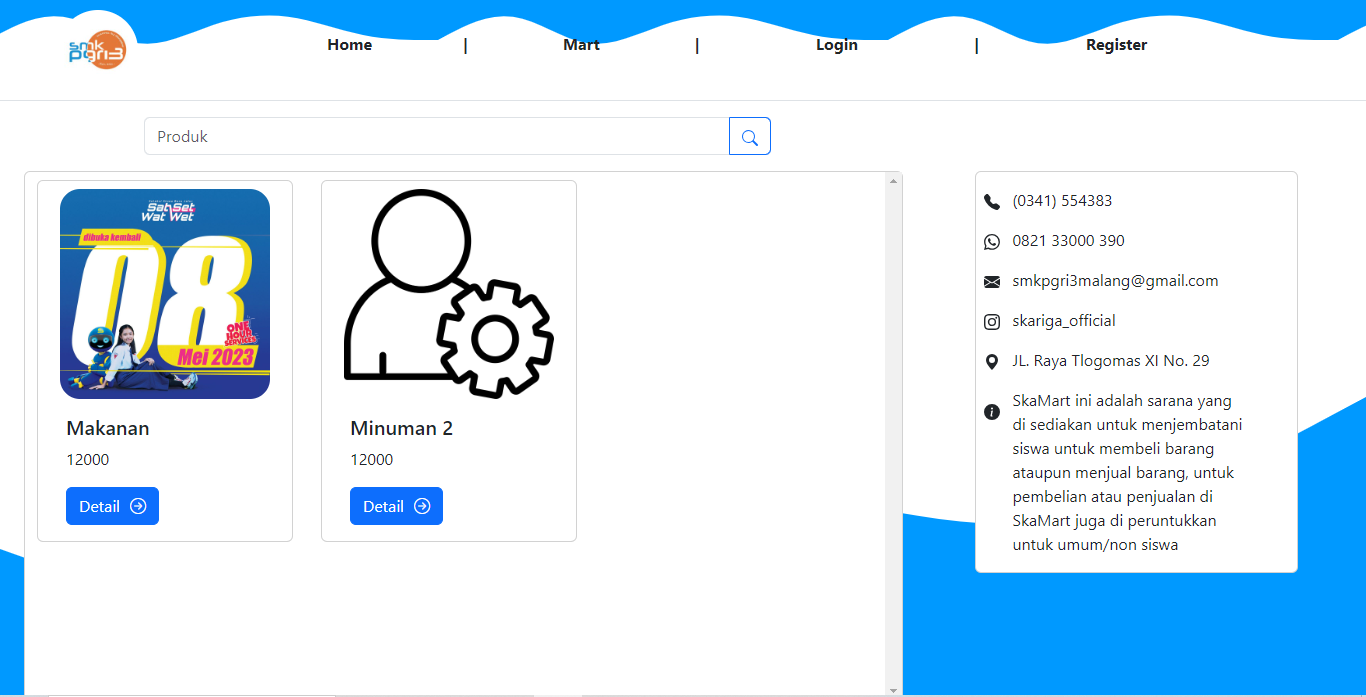 smk
pgri3
Home | Mart | Login | Register
Produk
SatSet
Wat Wet
dibuka kembali
08
ONE
HOUR
SERVICES
Mei 2023
Makanan
12000
Detail
Minuman 2
12000
Detail
(0341) 554383
0821 33000 390
smkpgri3malang@gmail.com
skariga_official
JL. Raya Tlogomas XI No. 29
SkaMart ini adalah sarana yang
di sediakan untuk menjembatani
siswa untuk membeli barang
ataupun menjual barang, untuk
pembelian atau penjualan di
SkaMart juga di peruntukkan
untuk umum/non siswa